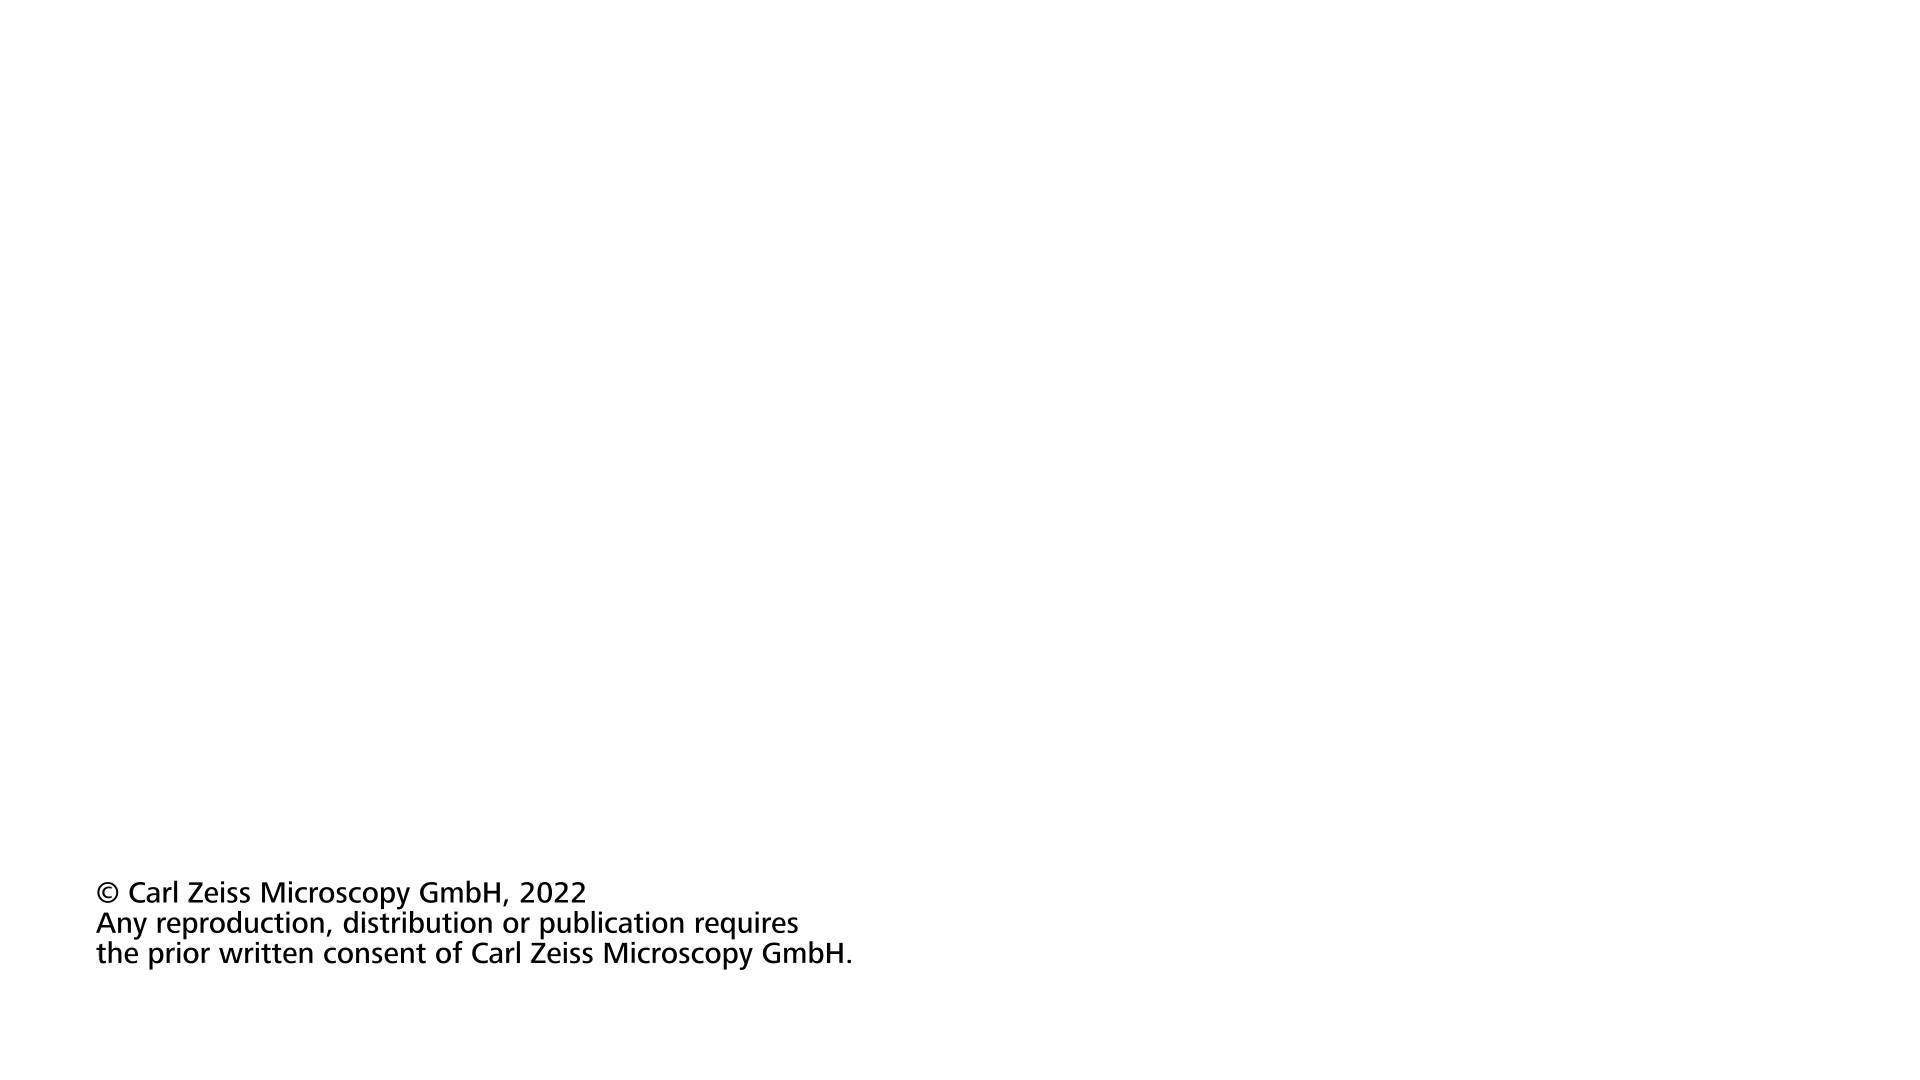 © Carl Zeiss Microscopy GmbH, 2022
Any reproduction, distribution or publication requires
the prior written consent of Carl Zeiss Microscopy GmbH.